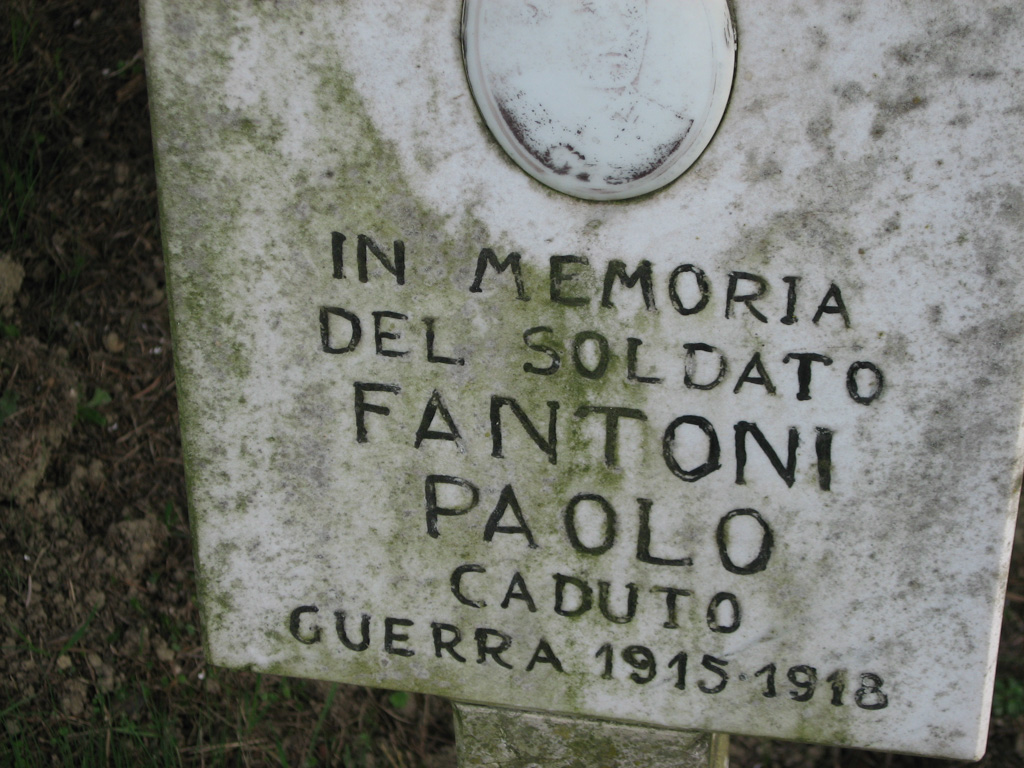 IN MEMORIA
DEL SOLDATO
FANTONI
PAOLO
CADUTO
GUERRA 1915·1918